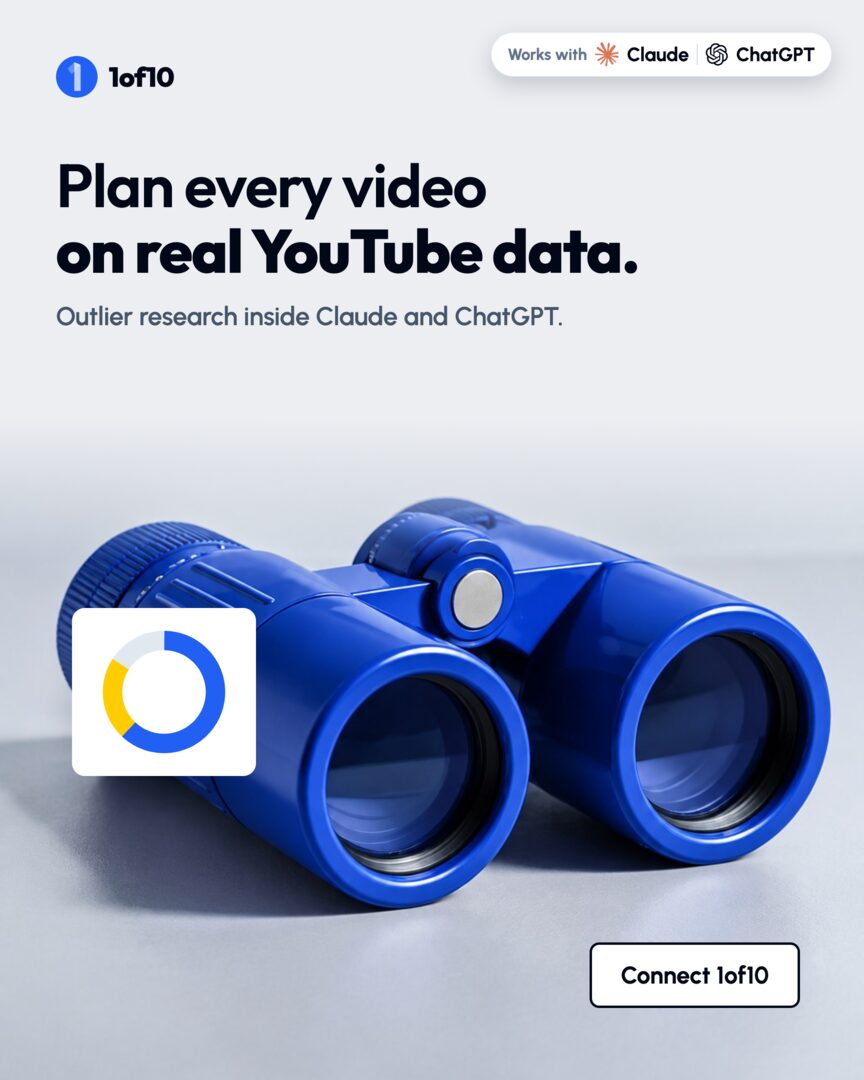 1of10
Works with Claude ChatGPT
Plan every video
on real YouTube data.
Outlier research inside Claude and ChatGPT.
Connect 1of10